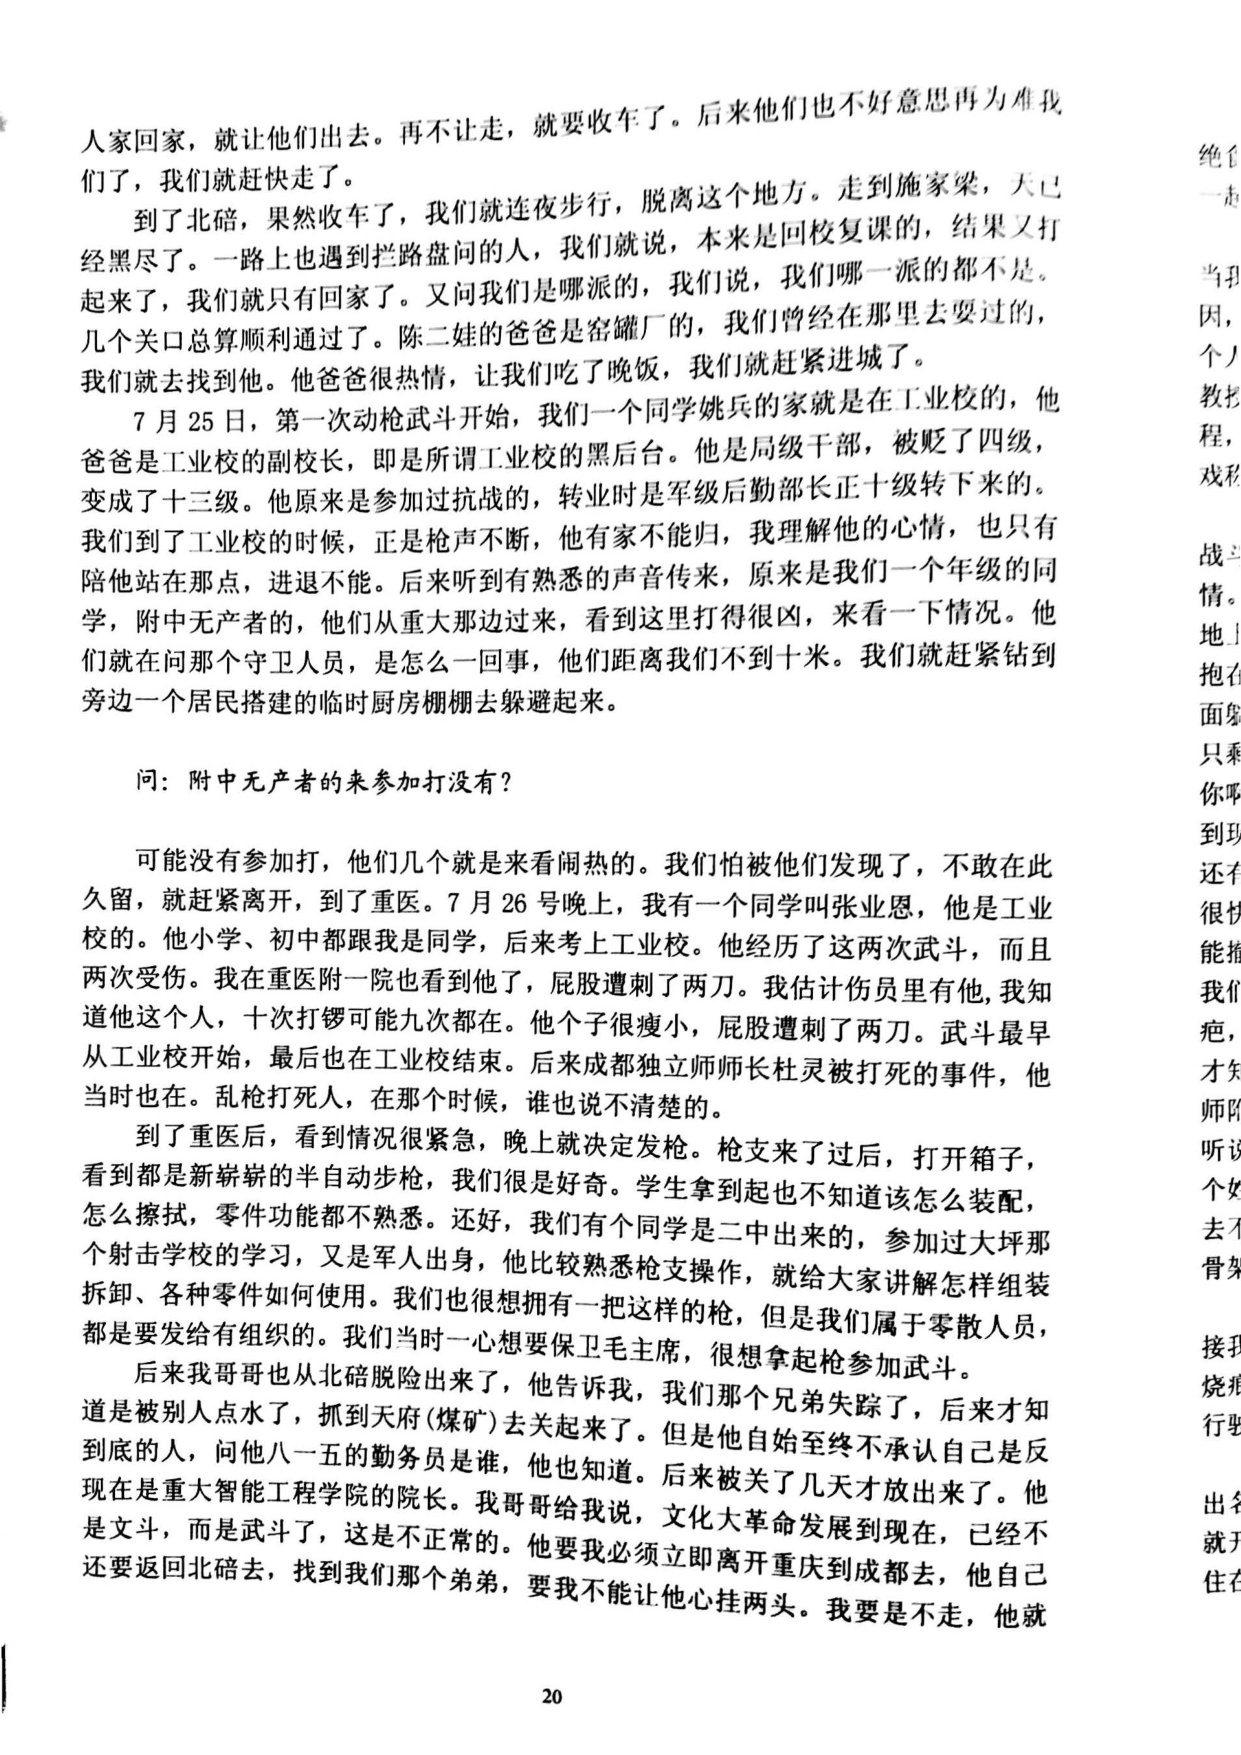 人家回家，就让他们出去。再不让走，就要收车了。后来他们也不好意思再为难我
们了，我们就赶快走了。
到了北碚，果然收车了，我们就连夜步行，脱离这个地方。走到施家梁，天已
经黑尽了。一路上也遇到拦路盘问的人，我们就说，本来是回校复课的，结果又打
起来了，我们就只有回家了。又问我们是哪派的，我们说，我们哪一派的都不是。
几个关口总算顺利通过了。陈二娃的爸爸是窑罐厂的，我们曾经在那里去耍过的，
我们就去找到他。他爸爸很热情，让我们吃了晚饭，我们就赶紧进城了。
7 月 25 日，第一次动枪武斗开始，我们一个同学姚兵的家就是在工业校的，他
爸爸是工业校的副校长，即是所谓工业校的黑后台。他是局级干部，被贬了四级，
变成了十三级。他原来是参加过抗战的，转业时是军级后勤部长正十级转下来的。
我们到了工业校的时候，正是枪声不断，他有家不能归，我理解他的心情，也只有
陪他站在那点，进退不能。后来听到有熟悉的声音传来，原来是我们一个年级的同
学，附中无产者的，他们从重大那边过来，看到这里打得很凶，来看一下情况。他
们就在问那个守卫人员，是怎么一回事，他们距离我们不到十米。我们就赶紧钻到
旁边一个居民搭建的临时厨房棚棚去躲避起来。
问：附中无产者的来参加打没有？
可能没有参加打，他们几个就是来看闹热的。我们怕被他们发现了，不敢在此
久留，就赶紧离开，到了重医。7 月 26 号晚上，我有一个同学叫张业恩，他是工业
校的。他小学、初中都跟我是同学，后来考上工业校。他经历了这两次武斗，而且
两次受伤。我在重医附一院也看到他了，屁股遭刺了两刀。我估计伤员里有他,我知
道他这个人，十次打锣可能九次都在。他个子很瘦小，屁股遭刺了两刀。武斗最早
从工业校开始，最后也在工业校结束。后来成都独立师师长杜灵被打死的事件，他
当时也在。乱枪打死人，在那个时候，谁也说不清楚的。
到了重医后，看到情况很紧急，晚上就决定发枪。枪支来了过后，打开箱子，
看到都是新崭崭的半自动步枪，我们很是好奇。学生拿到起也不知道该怎么装配，
怎么擦拭，零件功能都不熟悉。还好，我们有个同学是二中出来的，参加过大坪那
个射击学校的学习，又是军人出身，他比较熟悉枪支操作，就给大家讲解怎样组装
拆卸、各种零件如何使用。我们也很想拥有一把这样的枪，但是我们属于零散人员，
都是要发给有组织的。我们当时一心想要保卫毛主席，很想拿起枪参加武斗。
后来我哥哥也从北碚脱险出来了，他告诉我，我们那个兄弟失踪了，后来才知
道是被别人点水了，抓到天府(煤矿)去关起来了。但是他自始至终不承认自己是反
到底的人，问他八一五的勤务员是谁，他也知道。后来被关了几天才放出来了。他
现在是重大智能工程学院的院长。我哥哥给我说，文化大革命发展到现在，已经不
是文斗，而是武斗了，这是不正常的。他要我必须立即离开重庆到成都去，他自己
还要返回北碚去，找到我们那个弟弟，要我不能让他心挂两头。我要是不走，他就
20
一起
当我
因，
个人
教授
程，
情。
只剩
到现
还有
很快
我们
疤，
才知
听说
去不
骨架
接我
出名
住在